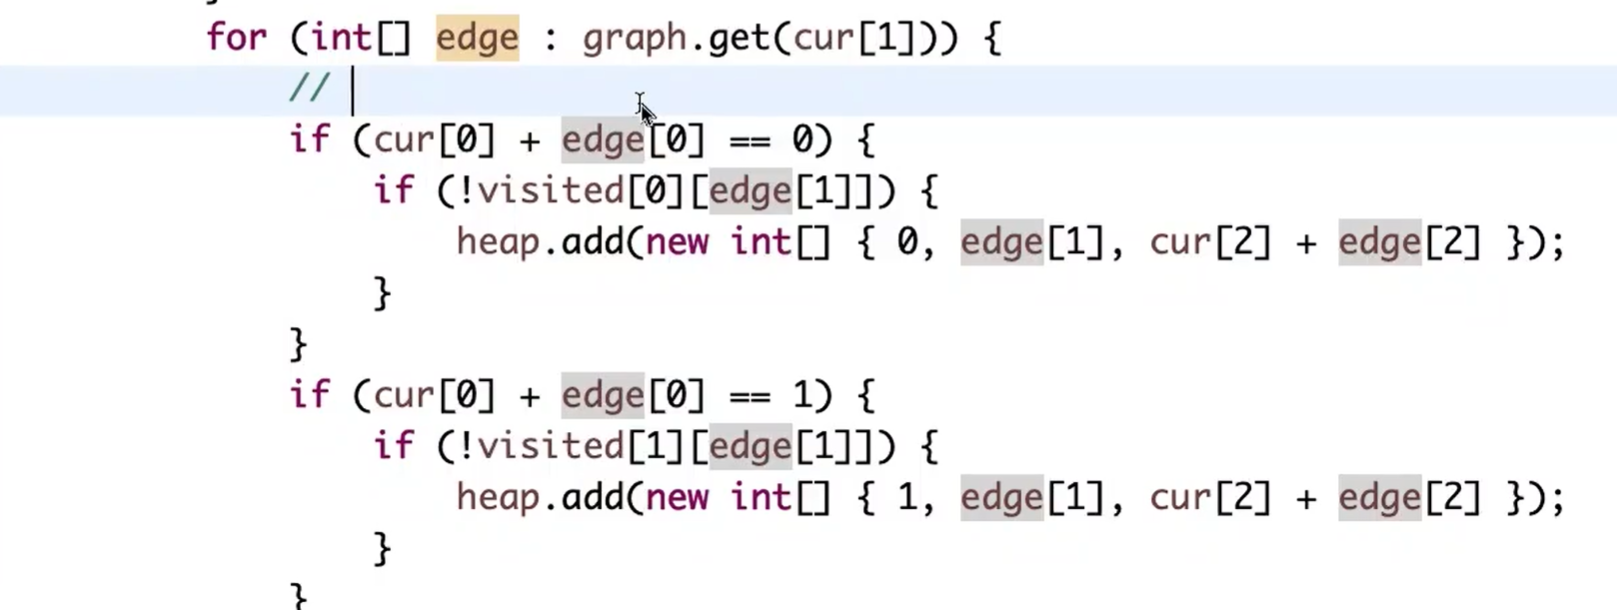 }
for (int[] edge : graph.get(cur[1])) {
//
if (cur[0] + edge[0] == 0) {
if (!visited[0][edge[1]]) {
heap.add(new int[] { 0, edge[1], cur[2] + edge[2] });
}
}
if (cur[0] + edge[0] == 1) {
if (!visited[1][edge[1]]) {
heap.add(new int[] { 1, edge[1], cur[2] + edge[2] });
}
}